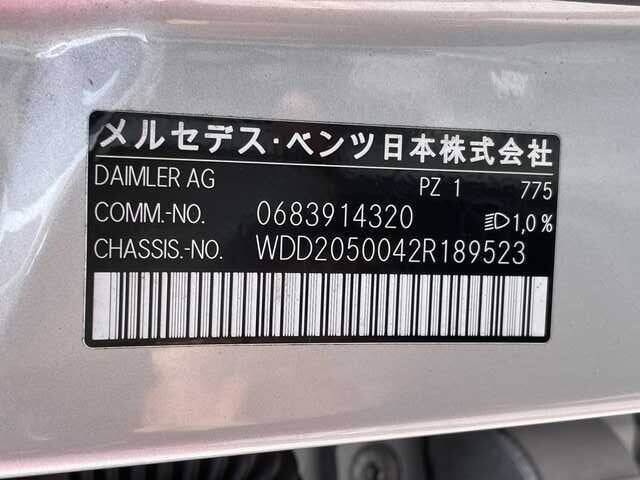 メルセデス・ベンツ日本株式会社
DAIMLER AG PZ 1 775
COMM.-NO. 0683914320 1,0%
CHASSIS.-NO. WDD2050042R189523